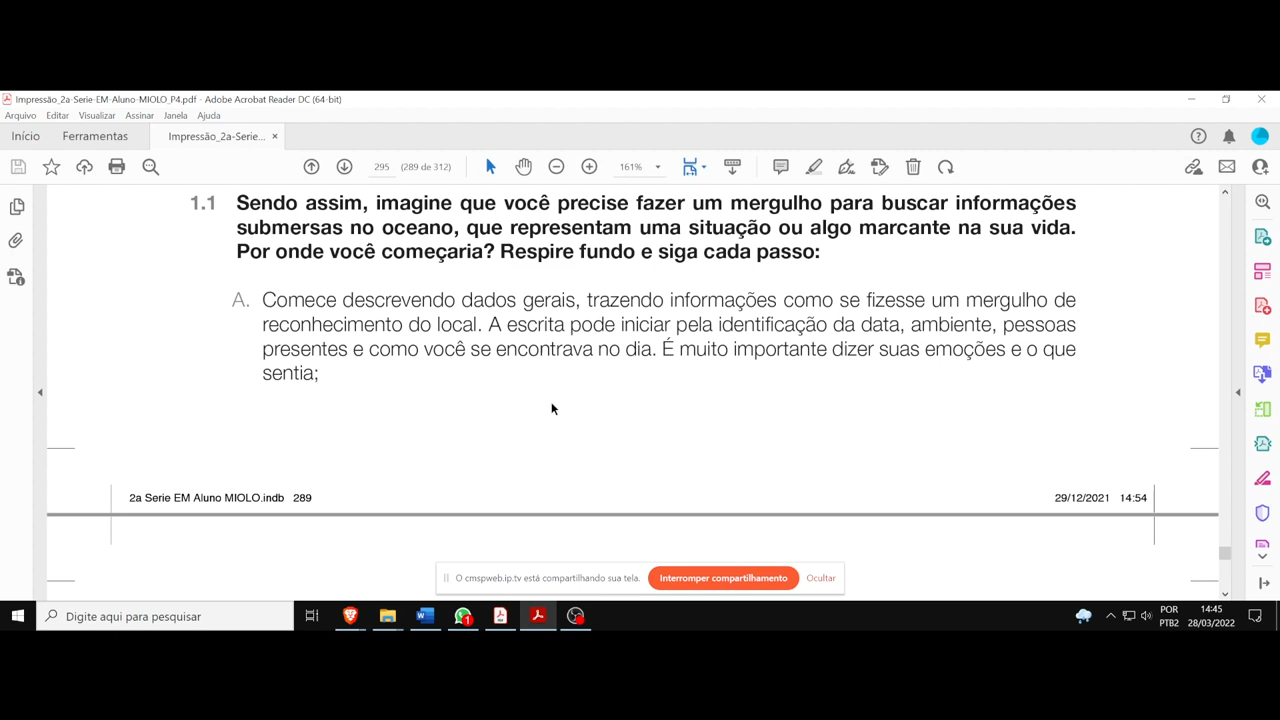 Impressão_2a-Serie-EM-Aluno-MIOLO_P4.pdf - Adobe Acrobat Reader DC (64-bit)
Arquivo Editar Visualizar Assinar Janela Ajuda
Início Ferramentas Impressão_2a-Serie... ×
295 (289 de 312) 161%
1.1 Sendo assim, imagine que você precise fazer um mergulho para buscar informações
submersas no oceano, que representam uma situação ou algo marcante na sua vida.
Por onde você começaria? Respire fundo e siga cada passo:
A. Comece descrevendo dados gerais, trazendo informações como se fizesse um mergulho de
reconhecimento do local. A escrita pode iniciar pela identificação da data, ambiente, pessoas
presentes e como você se encontrava no dia. É muito importante dizer suas emoções e o que
sentia;
2a Serie EM Aluno MIOLO.indb 289 29/12/2021 14:54
O cmspweb.ip.tv está compartilhando sua tela. Interromper compartilhamento Ocultar
Digite aqui para pesquisar
1
POR 14:45
PTB2 28/03/2022